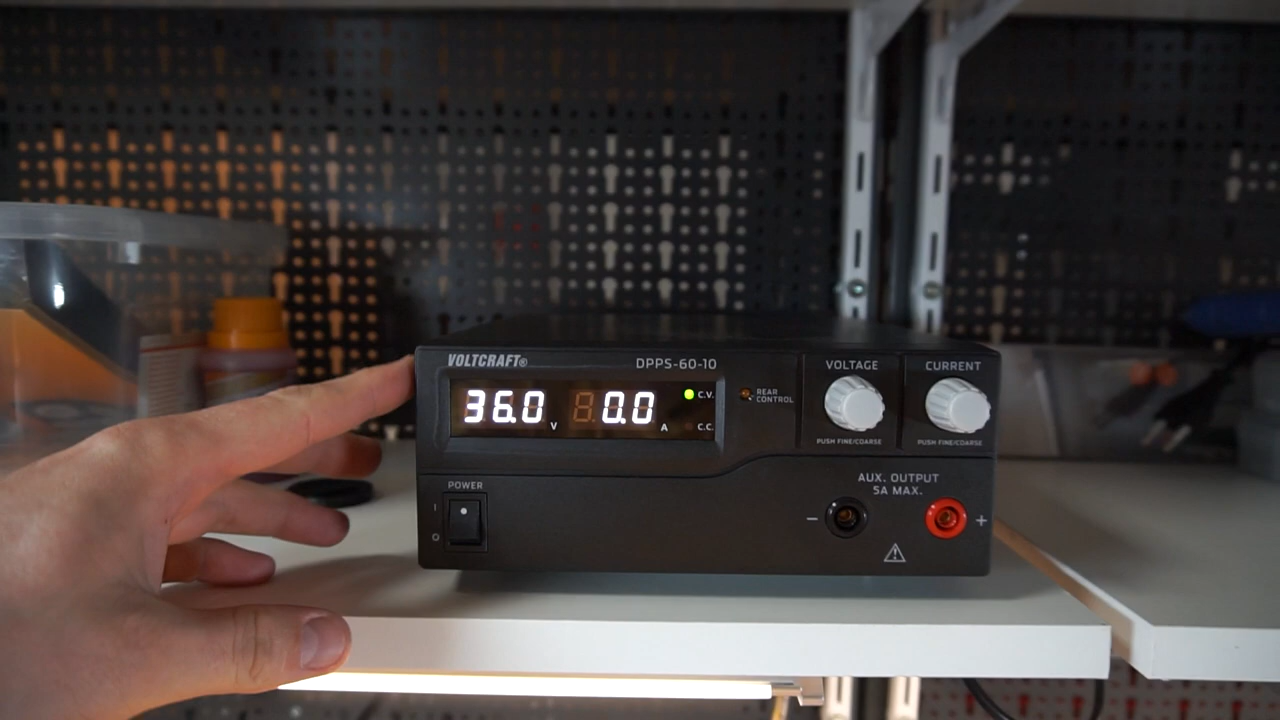 VOLTCRAFT®
DPPS-60-10
VOLTAGE
CURRENT
36.0 V
0.0 A
C.V.
C.C.
REAR
CONTROL
PUSH FINE/COARSE
PUSH FINE/COARSE
POWER
I
O
AUX. OUTPUT
5A MAX.
−
+